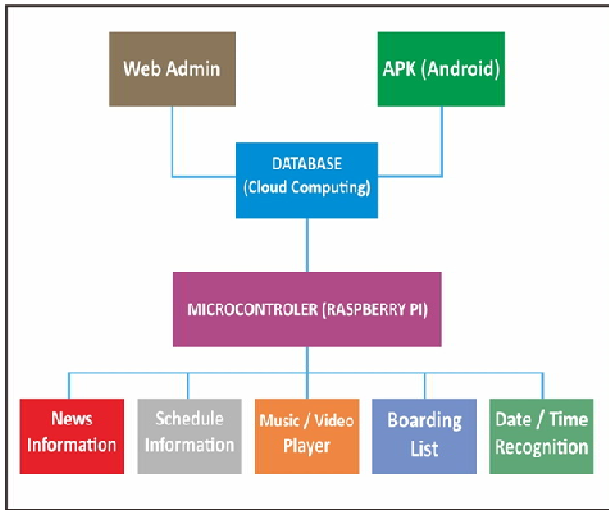 Web Admin
APK (Android)
DATABASE
(Cloud Computing)
MICROCONTROLER (RASPBERRY PI)
News
Information
Schedule
Information
Music / Video
Player
Boarding
List
Date / Time
Recognition